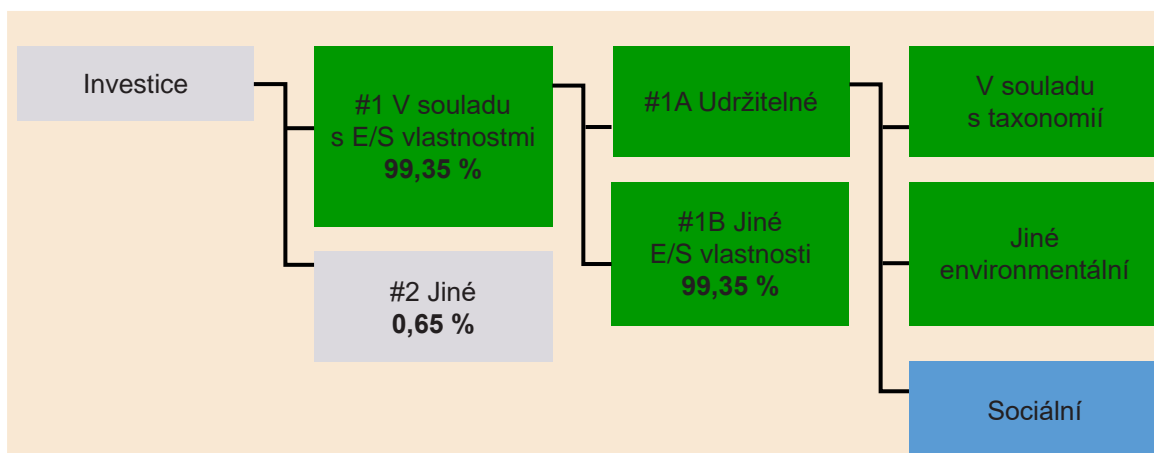 Investice
#1 V souladu
s E/S vlastnostmi
99,35 %
#2 Jiné
0,65 %
#1A Udržitelné
#1B Jiné
E/S vlastnosti
99,35 %
V souladu
s taxonomií
Jiné
environmentální
Sociální